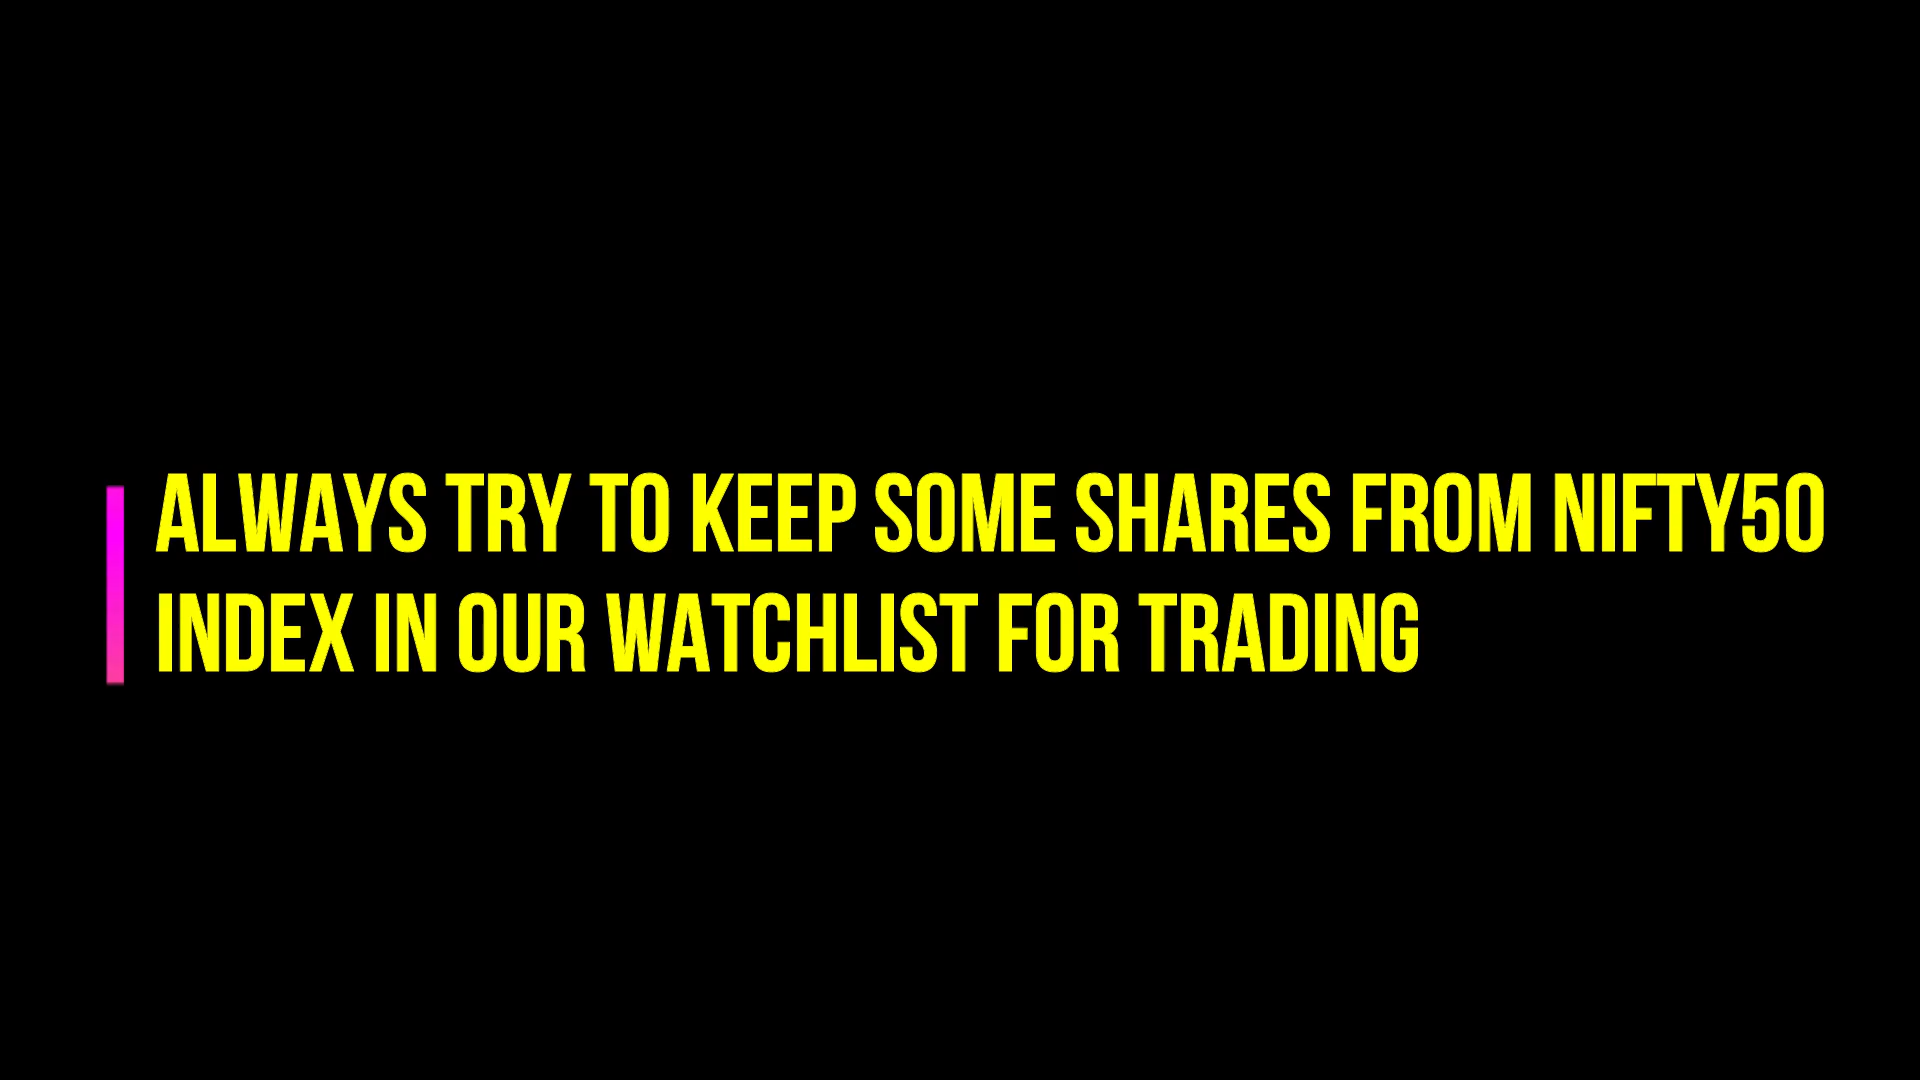 ALWAYS TRY TO KEEP SOME SHARES FROM NIFTY50
INDEX IN OUR WATCHLIST FOR TRADING